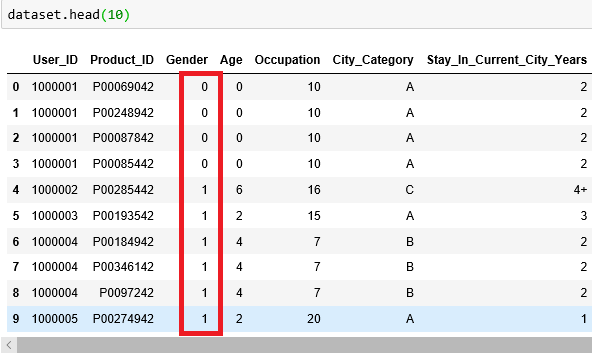 dataset.head(10)
User_ID Product_ID Gender Age Occupation City_Category Stay_In_Current_City_Years
0 1000001 P00069042 0 0 10 A 2
1 1000001 P00248942 0 0 10 A 2
2 1000001 P00087842 0 0 10 A 2
3 1000001 P00085442 0 0 10 A 2
4 1000002 P00285442 1 6 16 C 4+
5 1000003 P00193542 1 2 15 A 3
6 1000004 P00184942 1 4 7 B 2
7 1000004 P00346142 1 4 7 B 2
8 1000004 P0097242 1 4 7 B 2
9 1000005 P00274942 1 2 20 A 1